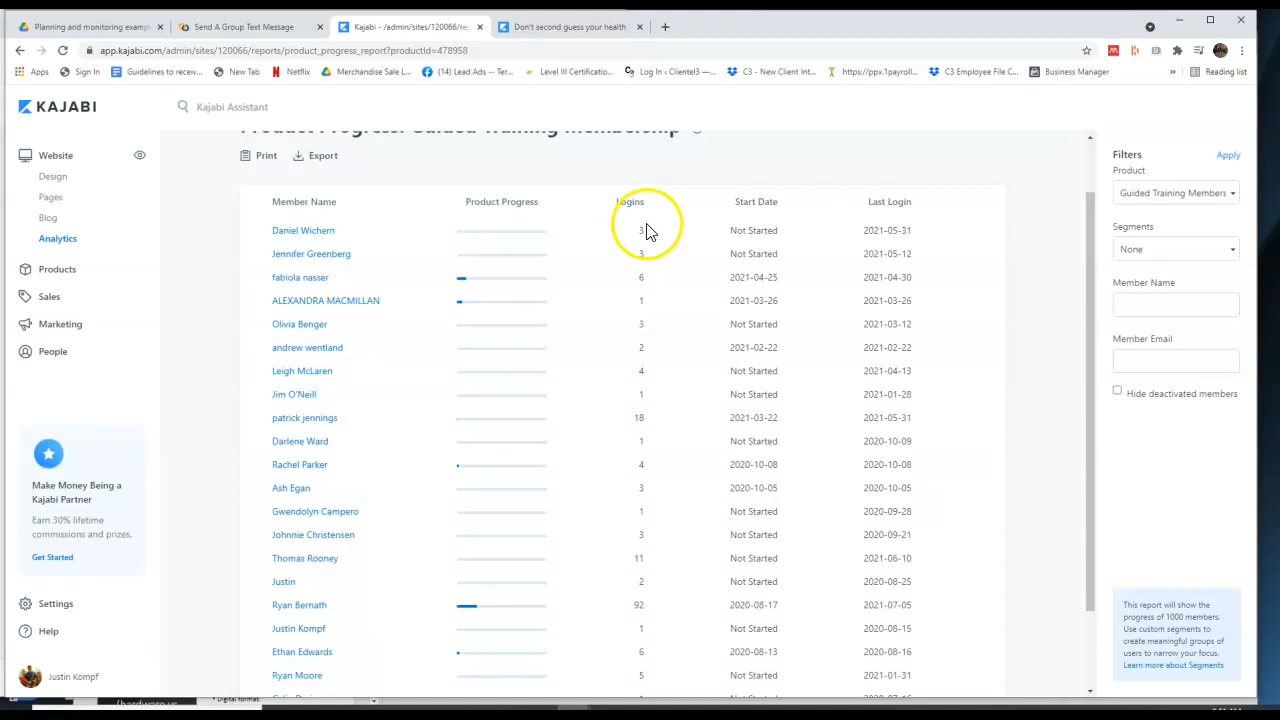 Planning and monitoring exampl
Send A Group Text Message
Kajabi - /admin/sites/120066/rep
Don't second guess your health
app.kajabi.com/admin/sites/120066/reports/product_progress_report?productId=478958
Apps
Sign In
Guidelines to receiv...
New Tab
Netflix
Merchandise Sale L...
(14) Lead Ads -- Ter...
Level III Certificatio...
Log In ‹ Clientel3 —...
C3 - New Client Int...
https://ppx.1payroll...
C3 Employee File C...
Business Manager
»
Reading list
KAJABI
Kajabi Assistant
Product Progress: Guided Training Membership
Print
Export
Website
Design
Pages
Blog
Analytics
Products
Sales
Marketing
People
Make Money Being a
Kajabi Partner
Earn 30% lifetime
commissions and prizes.
Get Started
Settings
Help
Justin Kompf
Member Name Product Progress Logins Start Date Last Login
Daniel Wichern 3 Not Started 2021-05-31
Jennifer Greenberg 3 Not Started 2021-05-12
fabiola nasser 6 2021-04-25 2021-04-30
ALEXANDRA MACMILLAN 1 2021-03-26 2021-03-26
Olivia Benger 3 Not Started 2021-03-12
andrew wentland 2 2021-02-22 2021-02-22
Leigh McLaren 4 Not Started 2021-04-13
Jim O'Neill 1 Not Started 2021-01-28
patrick jennings 18 2021-03-22 2021-05-31
Darlene Ward 1 Not Started 2020-10-09
Rachel Parker 4 2020-10-08 2020-10-08
Ash Egan 3 2020-10-05 2020-10-05
Gwendolyn Campero 1 Not Started 2020-09-28
Johnnie Christensen 3 Not Started 2020-09-21
Thomas Rooney 11 Not Started 2021-06-10
Justin 2 Not Started 2020-08-25
Ryan Bernath 92 2020-08-17 2021-07-05
Justin Kompf 1 Not Started 2020-08-15
Ethan Edwards 6 2020-08-13 2020-08-16
Ryan Moore 5 Not Started 2021-01-31
Filters
Apply
Product
Guided Training Members
Segments
None
Member Name
Member Email
Hide deactivated members
This report will show the
progress of 1000 members.
Use custom segments to
create meaningful groups of
users to narrow your focus.
Learn more about Segments
• Digital format.